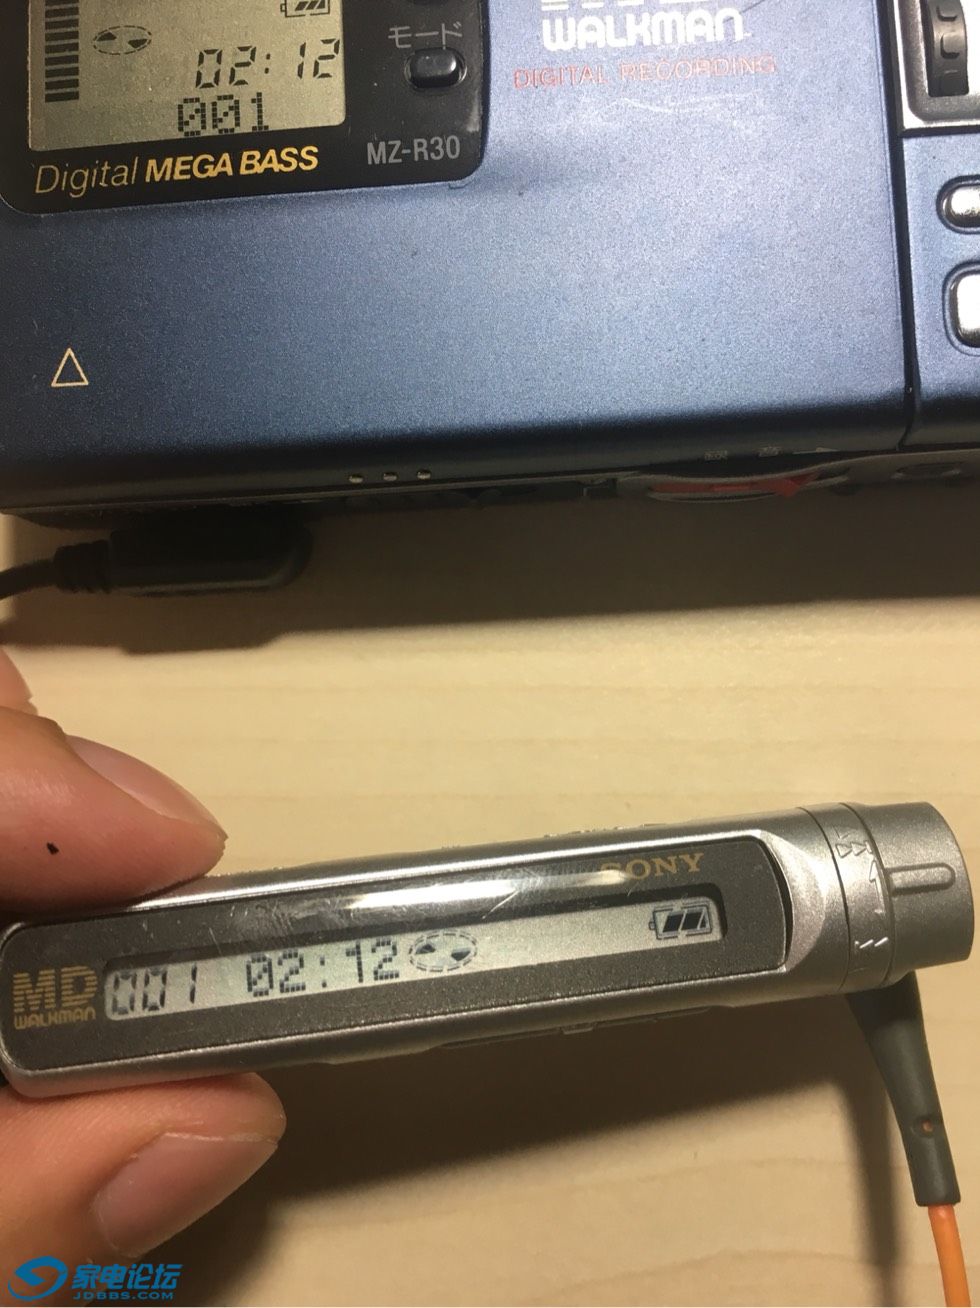 WALKMAN
DIGITAL RECORDING
モード
02:12
001
Digital MEGA BASS
MZ-R30
SONY
MD
WALKMAN
001 02:12
家电论坛
JDBBS.COM